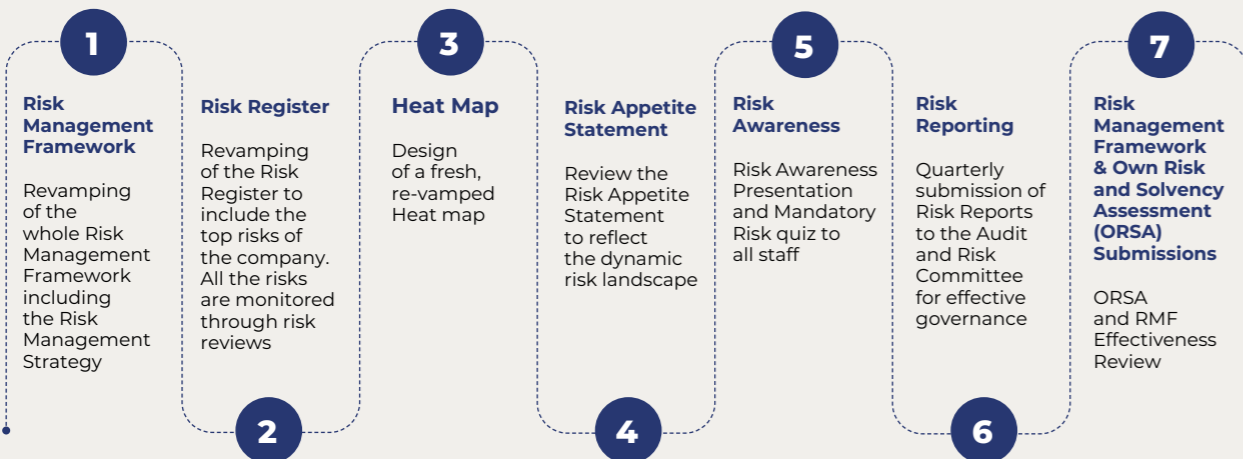 1
Risk
Management
Framework
Revamping
of the
whole Risk
Management
Framework
including
the Risk
Management
Strategy
Risk Register
Revamping
of the Risk
Register to
include the
top risks of
the company.
All the risks
are monitored
through risk
reviews
2
3
Heat Map
Design
of a fresh,
re-vamped
Heat map
Risk Appetite
Statement
Review the
Risk Appetite
Statement
to reflect
the dynamic
risk landscape
4
5
Risk
Awareness
Risk Awareness
Presentation
and Mandatory
Risk quiz to
all staff
Risk
Reporting
Quarterly
submission of
Risk Reports
to the Audit
and Risk
Committee
for effective
governance
6
7
Risk
Management
Framework
& Own Risk
and Solvency
Assessment
(ORSA)
Submissions
ORSA
and RMF
Effectiveness
Review